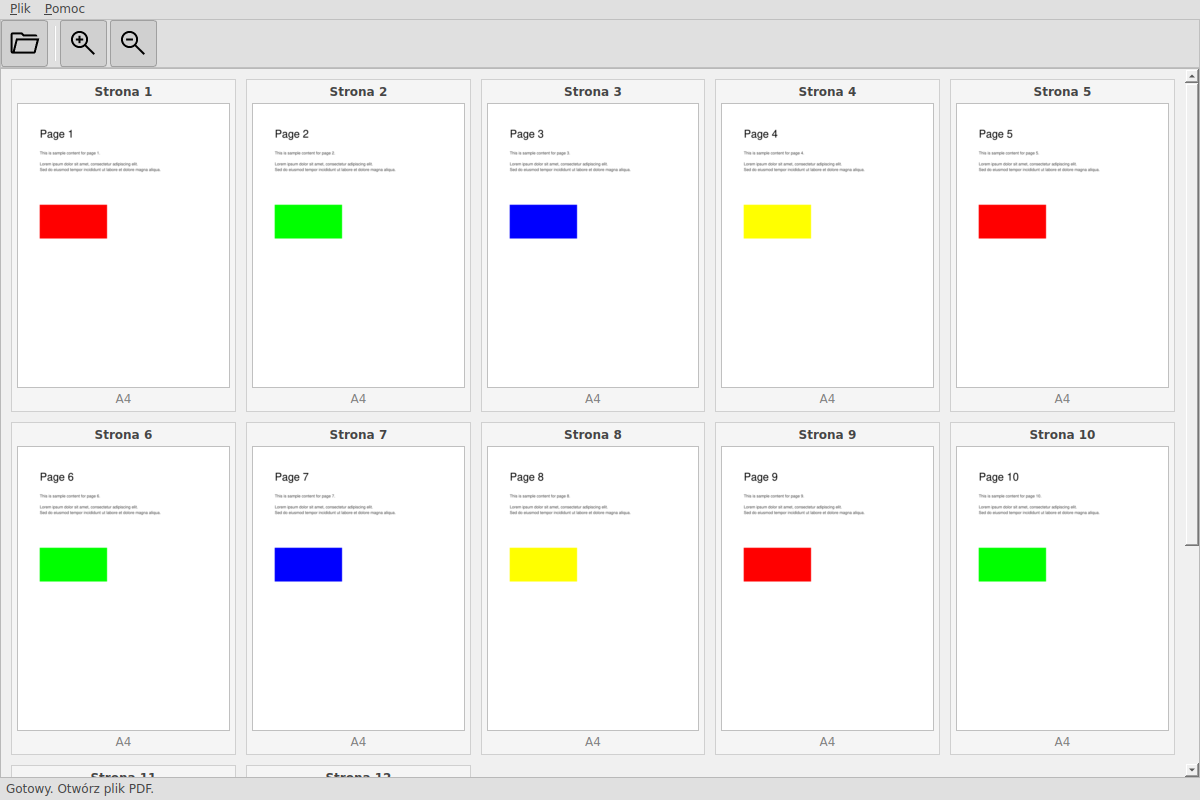 Plik Pomoc
Strona 1
Page 1
This is sample content for page 1.
Lorem ipsum dolor sit amet, consectetur adipiscing elit.
Sed do eiusmod tempor incididunt ut labore et dolore magna aliqua.
A4
Strona 2
Page 2
This is sample content for page 2.
Lorem ipsum dolor sit amet, consectetur adipiscing elit.
Sed do eiusmod tempor incididunt ut labore et dolore magna aliqua.
A4
Strona 3
Page 3
This is sample content for page 3.
Lorem ipsum dolor sit amet, consectetur adipiscing elit.
Sed do eiusmod tempor incididunt ut labore et dolore magna aliqua.
A4
Strona 4
Page 4
This is sample content for page 4.
Lorem ipsum dolor sit amet, consectetur adipiscing elit.
Sed do eiusmod tempor incididunt ut labore et dolore magna aliqua.
A4
Strona 5
Page 5
This is sample content for page 5.
Lorem ipsum dolor sit amet, consectetur adipiscing elit.
Sed do eiusmod tempor incididunt ut labore et dolore magna aliqua.
A4
Strona 6
Page 6
This is sample content for page 6.
Lorem ipsum dolor sit amet, consectetur adipiscing elit.
Sed do eiusmod tempor incididunt ut labore et dolore magna aliqua.
A4
Strona 7
Page 7
This is sample content for page 7.
Lorem ipsum dolor sit amet, consectetur adipiscing elit.
Sed do eiusmod tempor incididunt ut labore et dolore magna aliqua.
A4
Strona 8
Page 8
This is sample content for page 8.
Lorem ipsum dolor sit amet, consectetur adipiscing elit.
Sed do eiusmod tempor incididunt ut labore et dolore magna aliqua.
A4
Strona 9
Page 9
This is sample content for page 9.
Lorem ipsum dolor sit amet, consectetur adipiscing elit.
Sed do eiusmod tempor incididunt ut labore et dolore magna aliqua.
A4
Strona 10
Page 10
This is sample content for page 10.
Lorem ipsum dolor sit amet, consectetur adipiscing elit.
Sed do eiusmod tempor incididunt ut labore et dolore magna aliqua.
A4
Strona 11
Strona 12
Gotowy. Otwórz plik PDF.